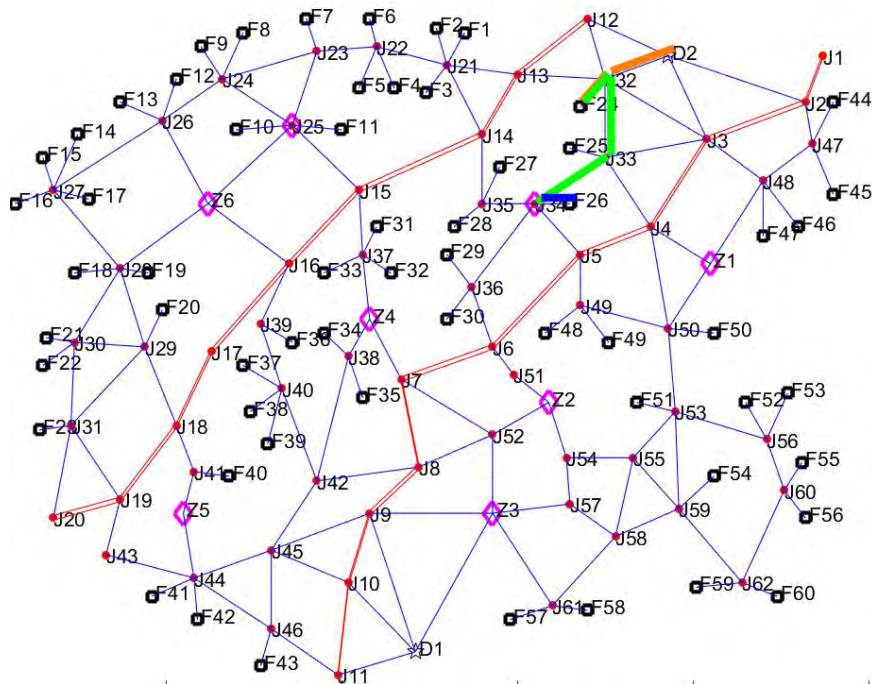 J12
F7 F6 F2 F1
F9 F8 J23 J22 D2 J1
J24 J21 J13 J32
F12 F5 F4 F3
F13 F24 J2 F44
J26 F10 J25 F11 J14 F25 J3 J47
F14
F15 F27 J33
J27 F17 J15 J48 F45
F16 Z6 J35 J34 F26
F31 F28 J4 F46
F47
J37 F29 J5 Z1
F18 J28 F19 J16 F33 F32
J36
F20 Z4 F30 J49
J39 F34 F48 F49 J50 F50
F21 J30 J29 F36 J6
F22 J17 J38
F37 J7 J51
J40 F35 Z2 F51 F52 F53
F38 J53
F23 J31 J18 F39 J52 J56
J41 F40 J8 J54 J55 F54 F55
J42 J60
J20 J19 Z5 J9 Z3 J57 J59 F56
J43 J45 J58
J44 J10 J62
F41 J61 F59 F60
F42 J46 F57 F58
F43 J11 D1